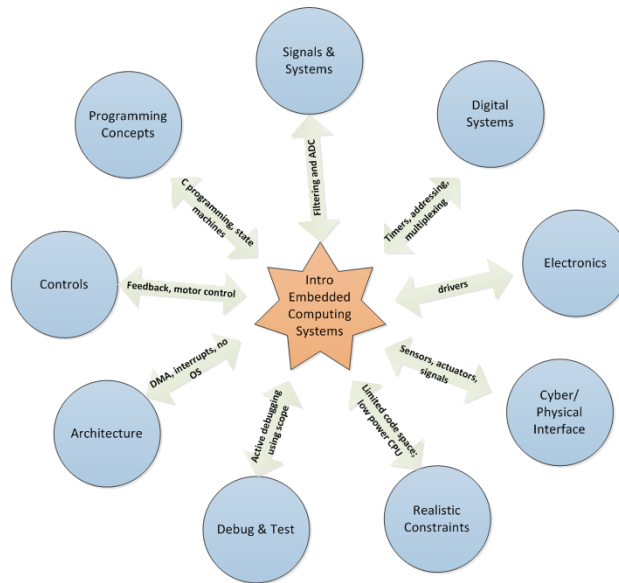 Signals &
Systems
Digital
Systems
Programming
Concepts
Filtering and ADC
Timers, addressing,
multiplexing
C programming, state
machines
Electronics
Controls
Feedback, motor control
Intro
Embedded
Computing
Systems
drivers
Sensors, actuators,
signals
DMA, interrupts, no
OS
Cyber/
Physical
Interface
Architecture
Active debugging
using scope
Limited code space;
low power CPU
Debug & Test
Realistic
Constraints